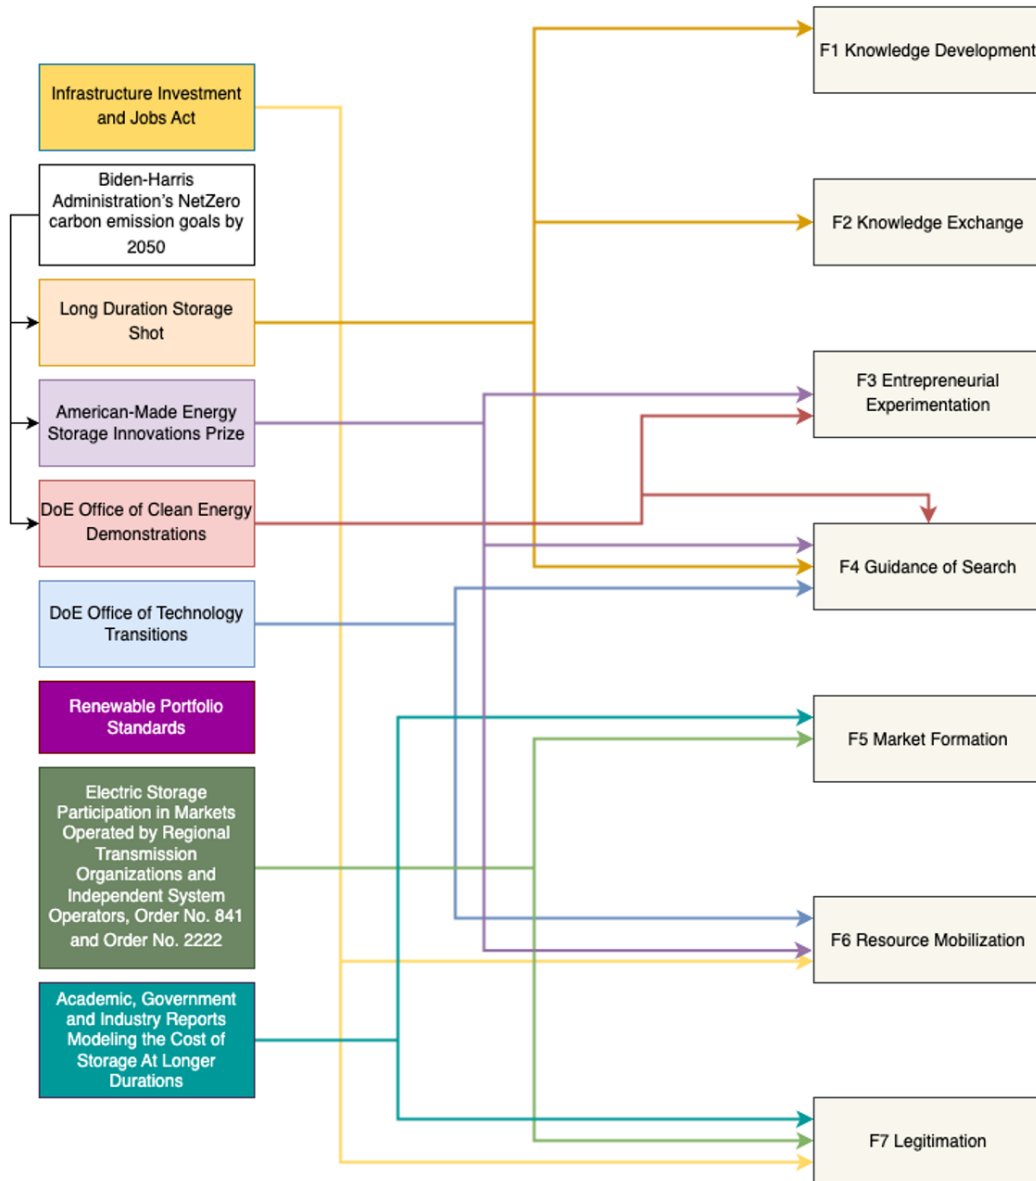 Infrastructure Investment
and Jobs Act
Biden-Harris
Administration's NetZero
carbon emission goals by
2050
Long Duration Storage
Shot
American-Made Energy
Storage Innovations Prize
DoE Office of Clean Energy
Demonstrations
DoE Office of Technology
Transitions
Renewable Portfolio
Standards
Electric Storage
Participation in Markets
Operated by Regional
Transmission
Organizations and
Independent System
Operators, Order No. 841
and Order No. 2222
Academic, Government
and Industry Reports
Modeling the Cost of
Storage At Longer
Durations
F1 Knowledge Development
F2 Knowledge Exchange
F3 Entrepreneurial
Experimentation
F4 Guidance of Search
F5 Market Formation
F6 Resource Mobilization
F7 Legitimation